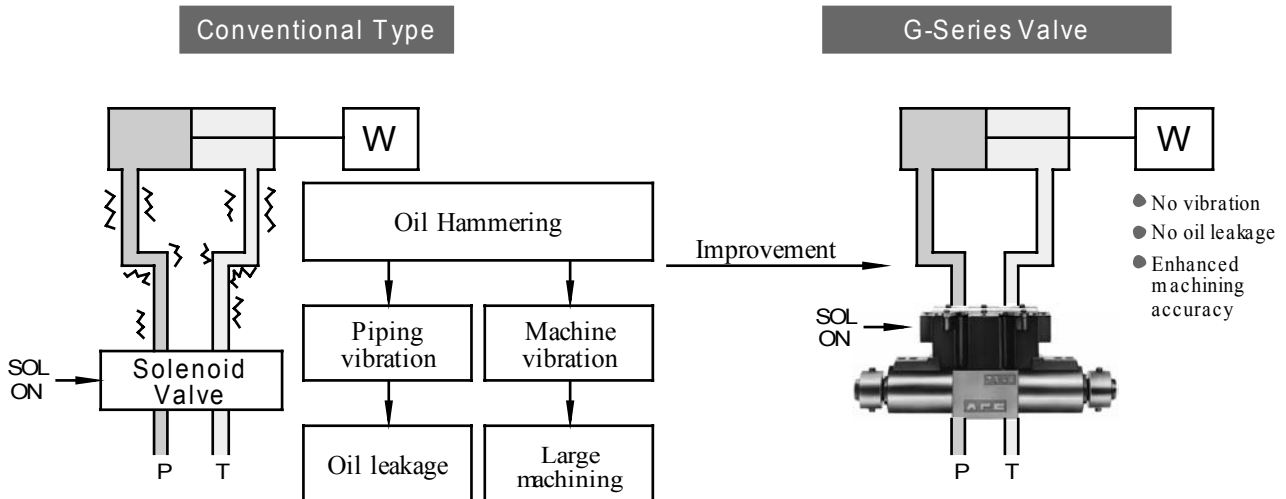 Conventional Type
G-Series Valve
W
W
Oil Hammering
Improvement
No vibration
No oil leakage
Enhanced
machining
accuracy
Piping
vibration
Machine
vibration
SOL
ON
Solenoid
Valve
SOL
ON
Oil leakage
Large
machining
P
T
P
T